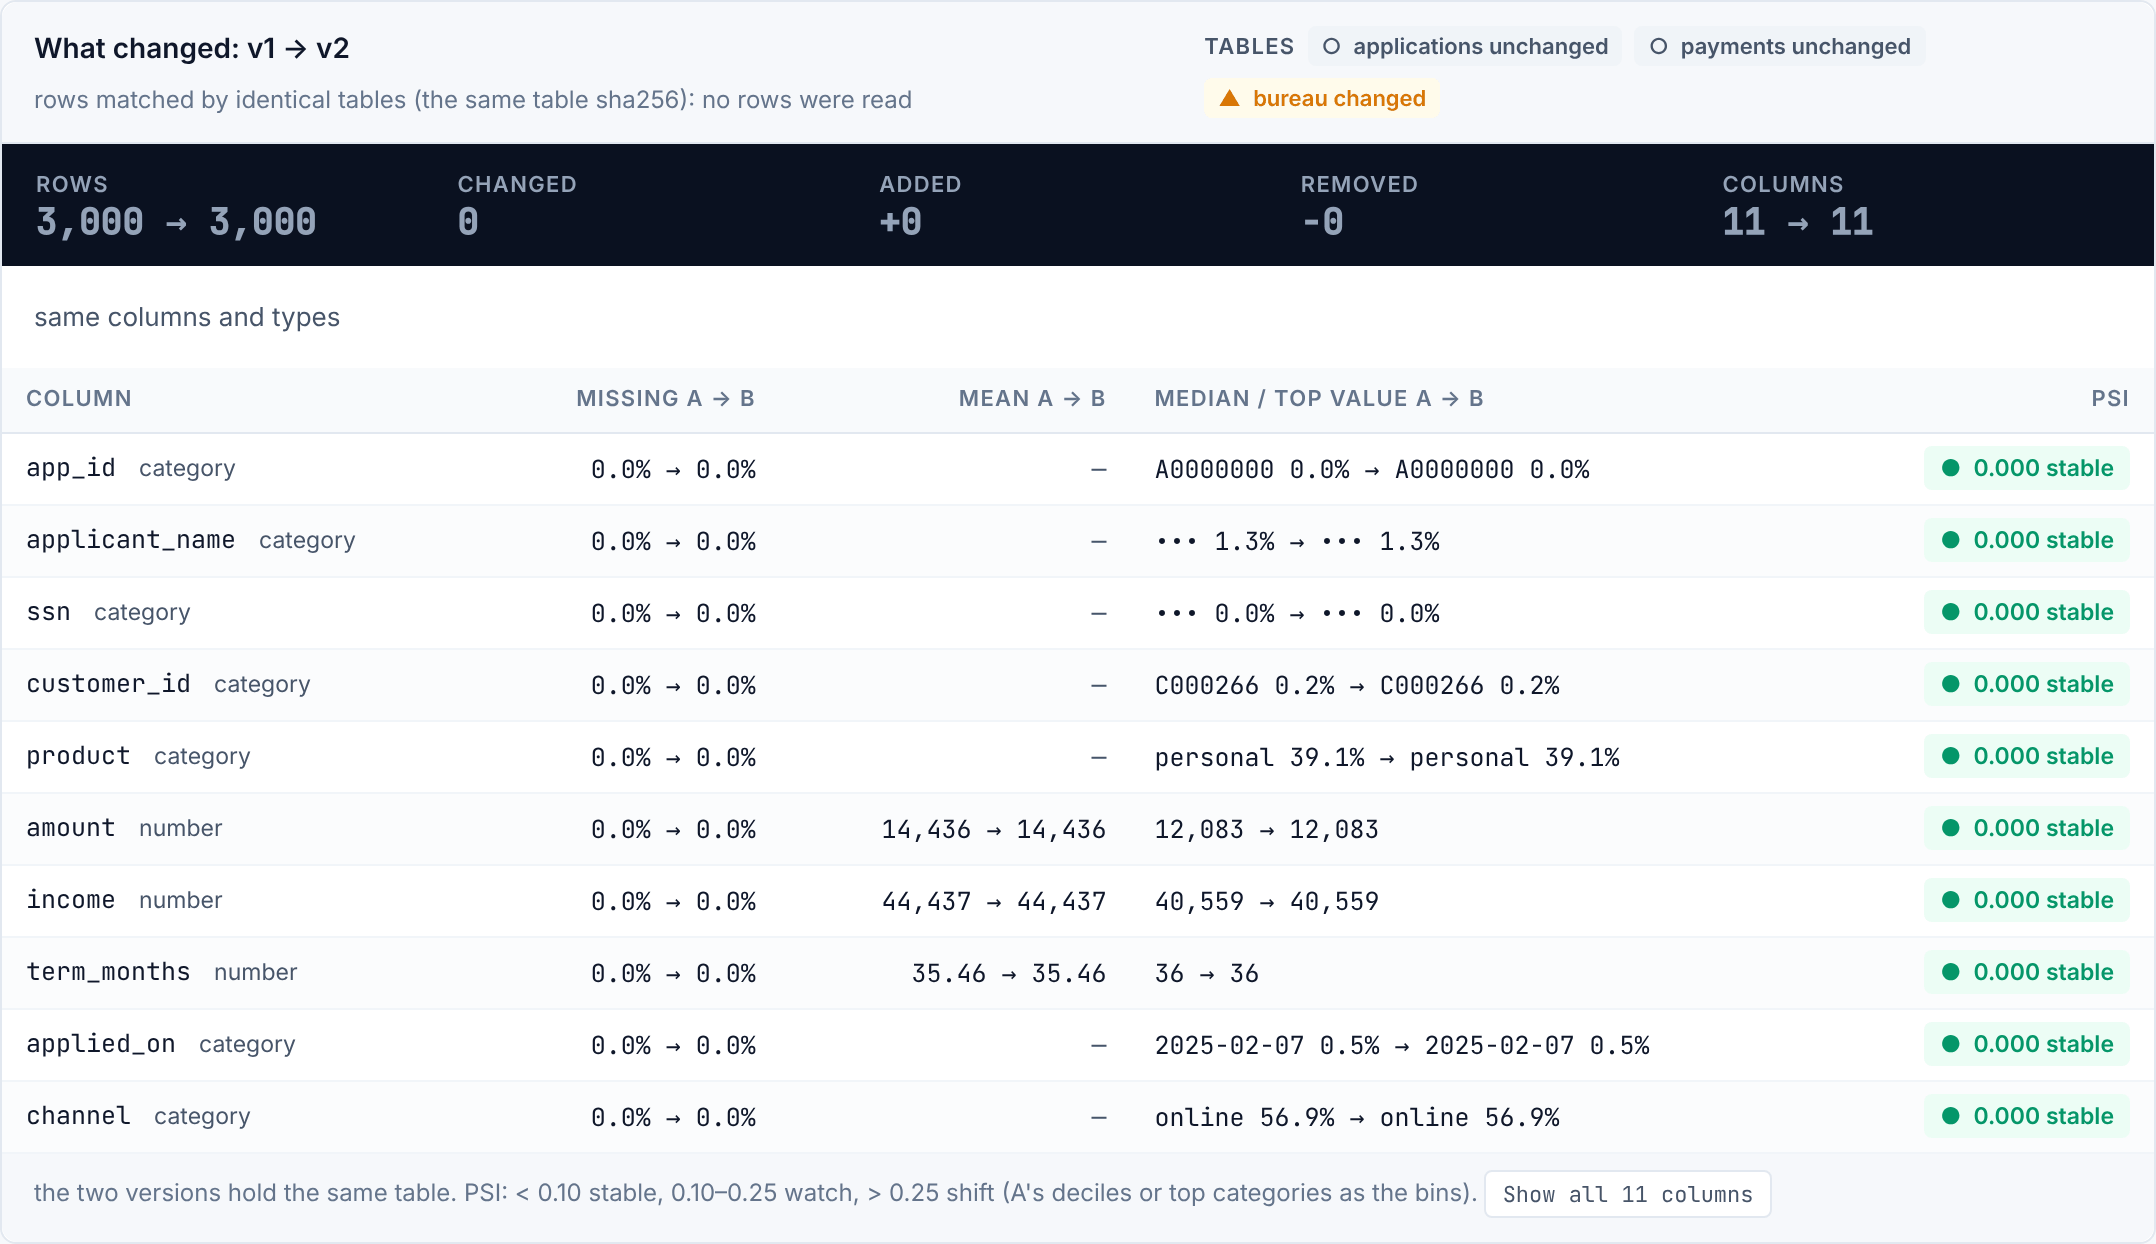 What changed: v1 → v2
rows matched by identical tables (the same table sha256): no rows were read
TABLES applications unchanged payments unchanged
bureau changed
ROWS CHANGED ADDED REMOVED COLUMNS
3,000 → 3,000 0 +0 -0 11 → 11
same columns and types
COLUMN MISSING A → B MEAN A → B MEDIAN / TOP VALUE A → B PSI
app_id category 0.0% → 0.0% — A0000000 0.0% → A0000000 0.0% 0.000 stable
applicant_name category 0.0% → 0.0% — ••• 1.3% → ••• 1.3% 0.000 stable
ssn category 0.0% → 0.0% — ••• 0.0% → ••• 0.0% 0.000 stable
customer_id category 0.0% → 0.0% — C000266 0.2% → C000266 0.2% 0.000 stable
product category 0.0% → 0.0% — personal 39.1% → personal 39.1% 0.000 stable
amount number 0.0% → 0.0% 14,436 → 14,436 12,083 → 12,083 0.000 stable
income number 0.0% → 0.0% 44,437 → 44,437 40,559 → 40,559 0.000 stable
term_months number 0.0% → 0.0% 35.46 → 35.46 36 → 36 0.000 stable
applied_on category 0.0% → 0.0% — 2025-02-07 0.5% → 2025-02-07 0.5% 0.000 stable
channel category 0.0% → 0.0% — online 56.9% → online 56.9% 0.000 stable
the two versions hold the same table. PSI: < 0.10 stable, 0.10–0.25 watch, > 0.25 shift (A's deciles or top categories as the bins). Show all 11 columns